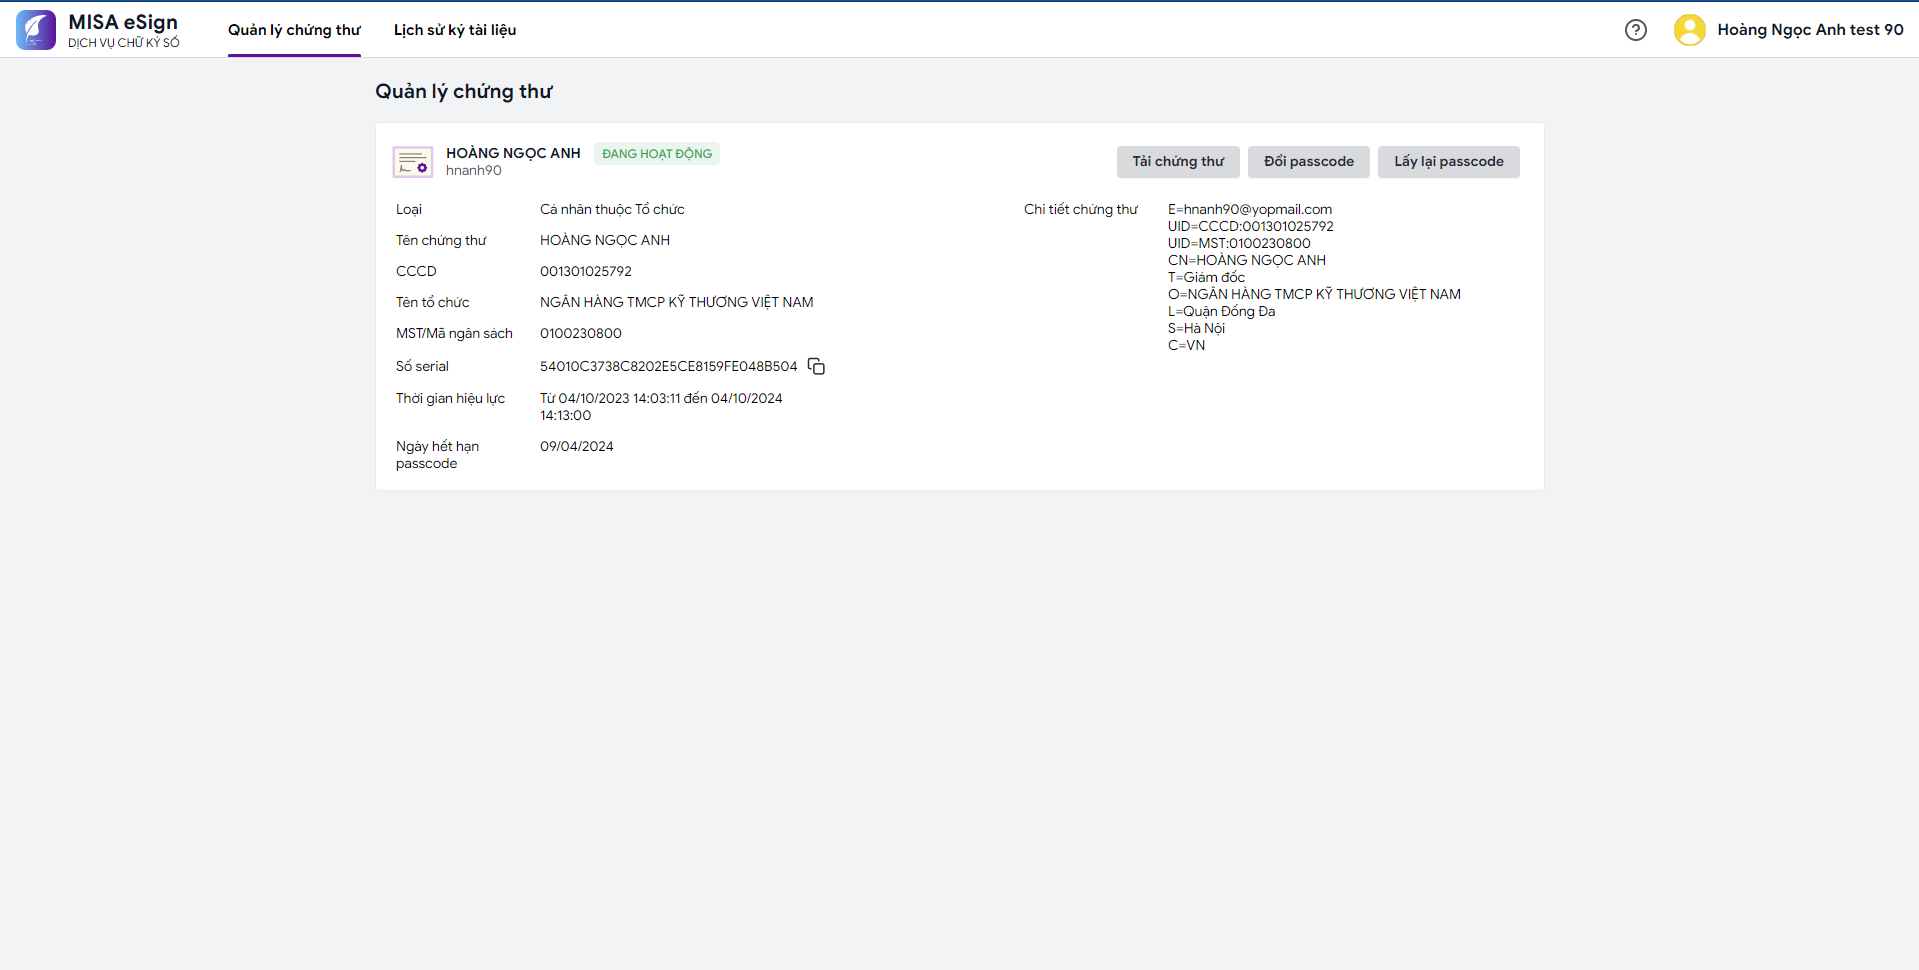 MISA eSign
DỊCH VỤ CHỮ KÝ SỐ
Quản lý chứng thư
Lịch sử ký tài liệu
Hoàng Ngọc Anh test 90
Quản lý chứng thư
HOÀNG NGỌC ANH
ĐANG HOẠT ĐỘNG
hnanh90
Tải chứng thư
Đổi passcode
Lấy lại passcode
Loại
Cá nhân thuộc Tổ chức
Tên chứng thư
HOÀNG NGỌC ANH
CCCD
001301025792
Tên tổ chức
NGÂN HÀNG TMCP KỸ THƯƠNG VIỆT NAM
MST/Mã ngân sách
0100230800
Số serial
54010C3738C8202E5CE8159FE048B504
Thời gian hiệu lực
Từ 04/10/2023 14:03:11 đến 04/10/2024
14:13:00
Ngày hết hạn
passcode
09/04/2024
Chi tiết chứng thư
E=hnanh90@yopmail.com
UID=CCCD:001301025792
UID=MST:0100230800
CN=HOÀNG NGỌC ANH
T=Giám đốc
O=NGÂN HÀNG TMCP KỸ THƯƠNG VIỆT NAM
L=Quận Đống Đa
S=Hà Nội
C=VN